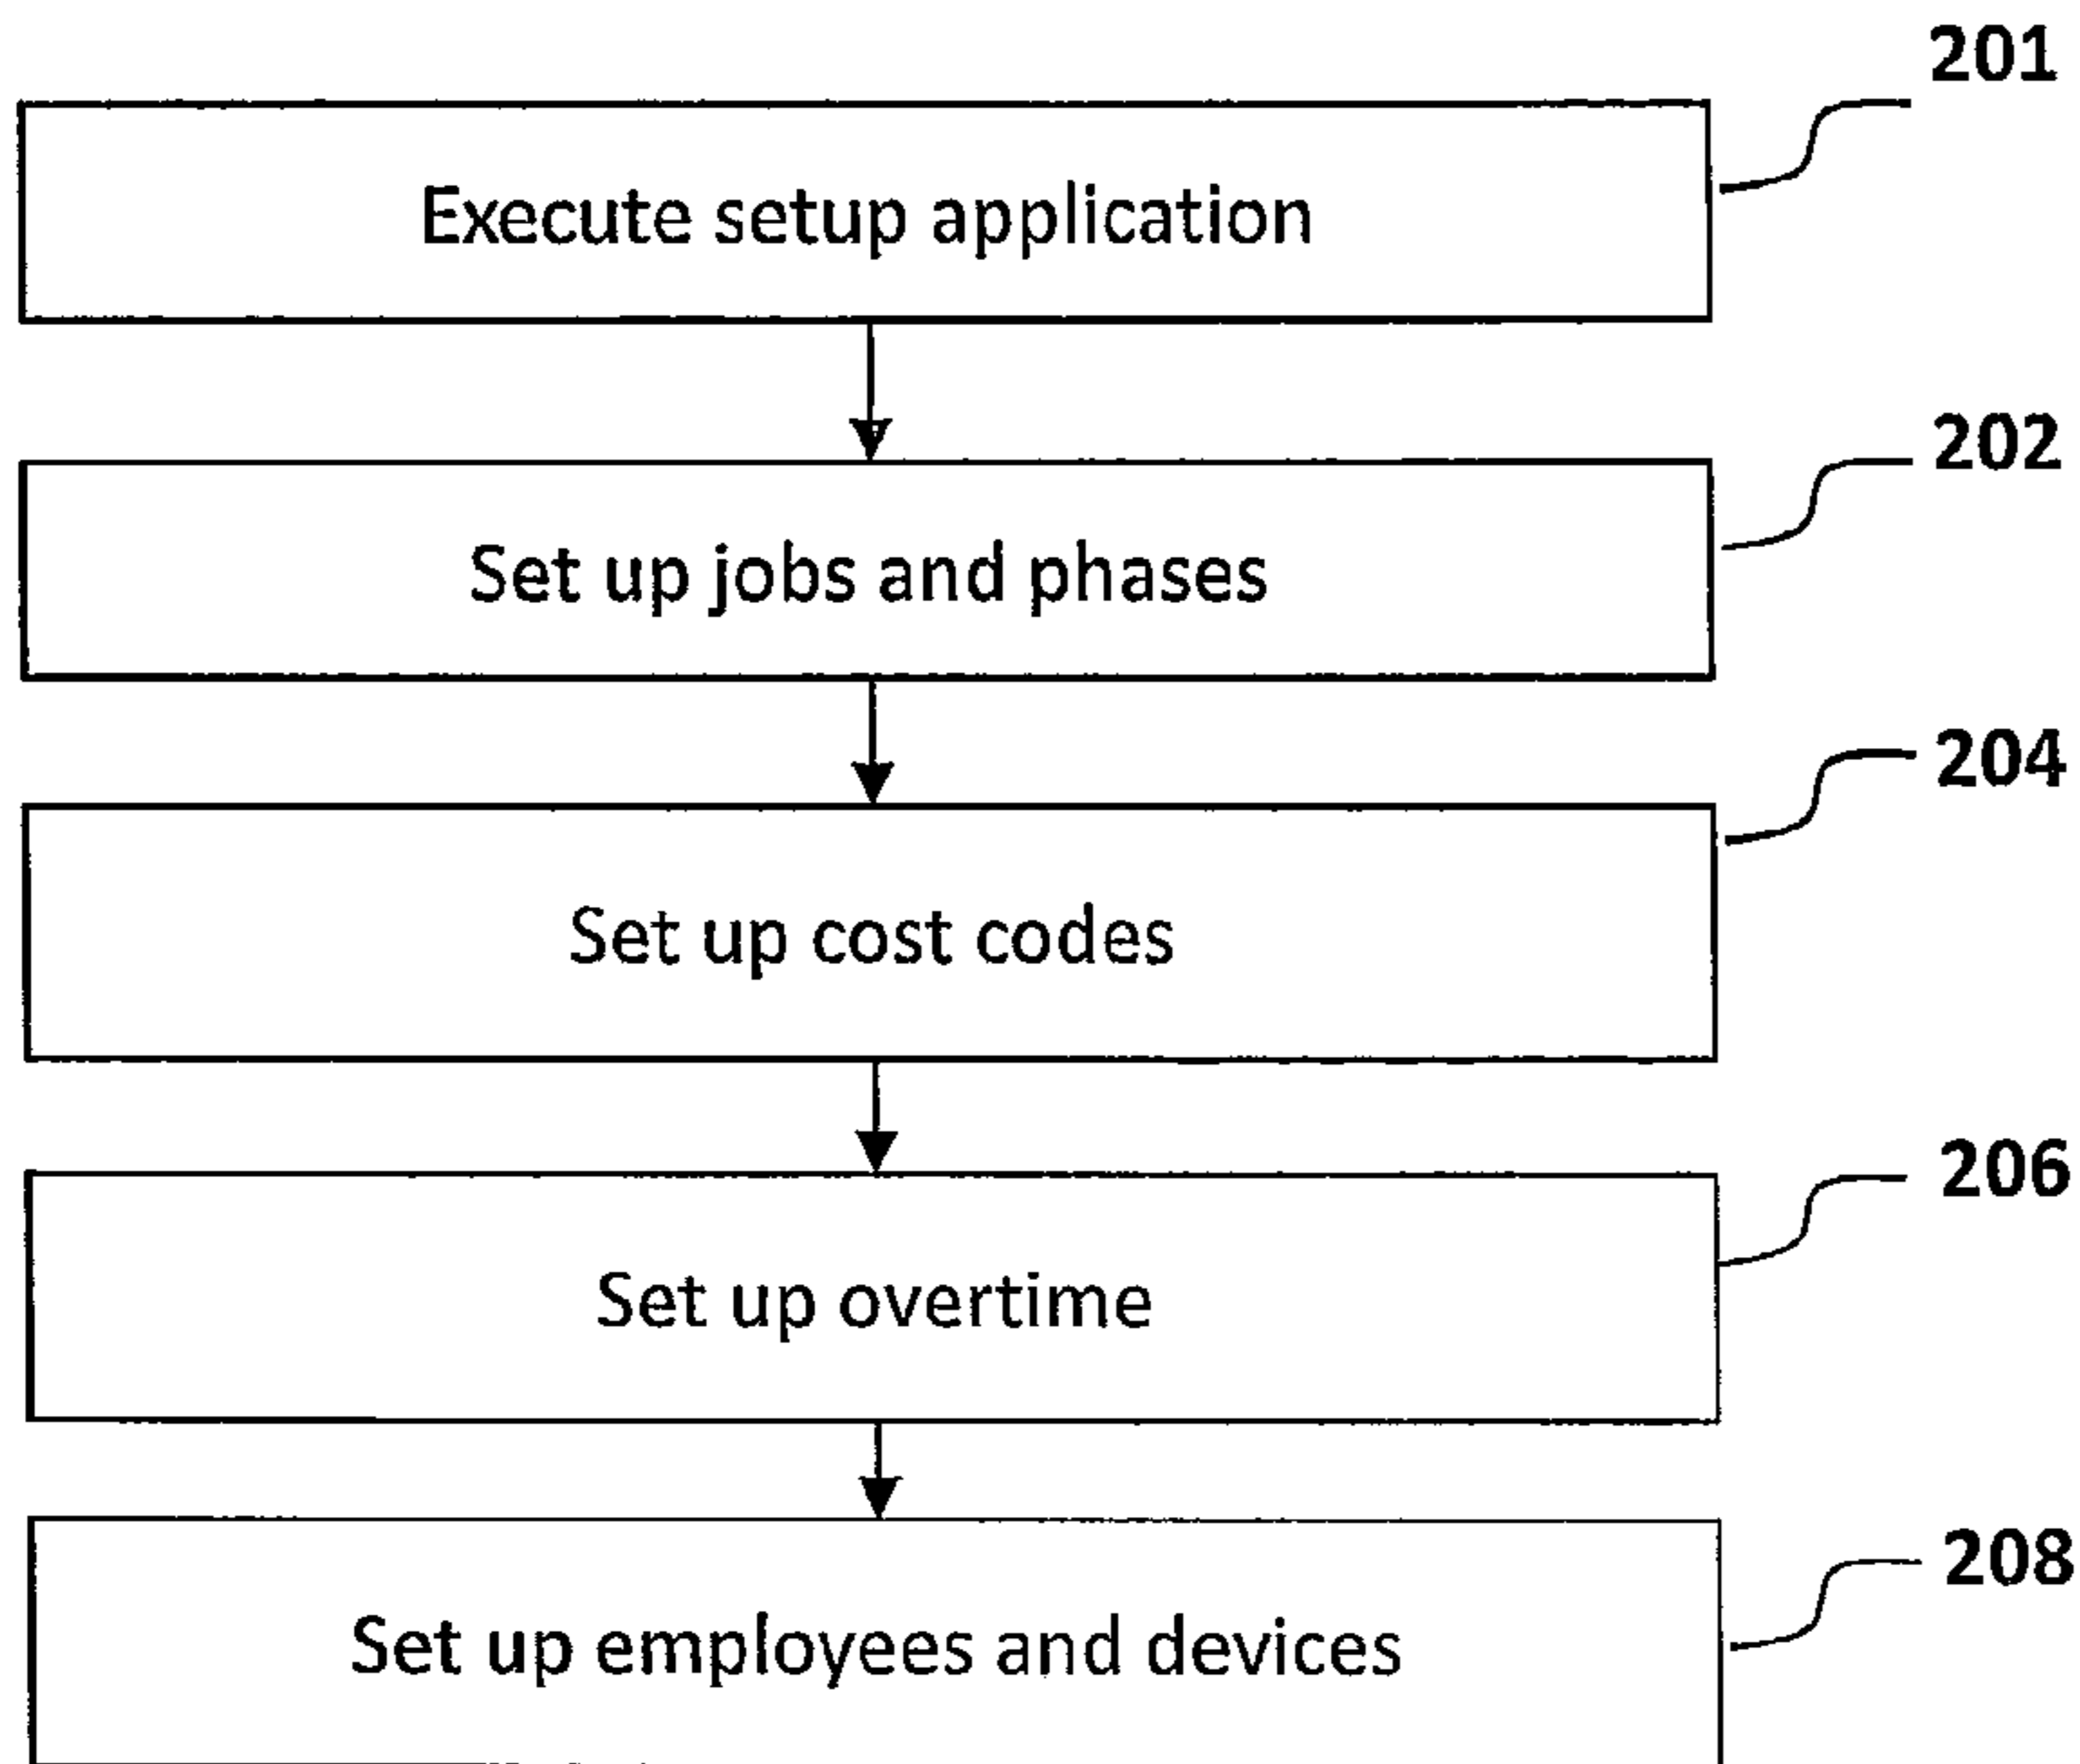 201
Execute setup application
202
Set up jobs and phases
204
Set up cost codes
206
Set up overtime
208
Set up employees and devices